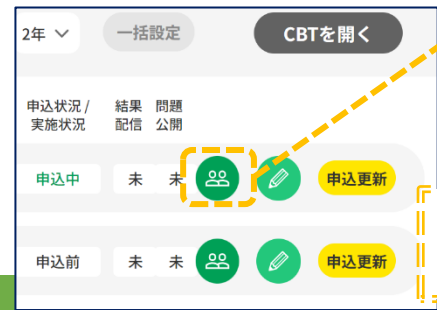 2年 一括設定 CBTを開く
申込状況 / 結果 問題
実施状況 配信 公開
申込中 未 未 申込更新
申込前 未 未 申込更新